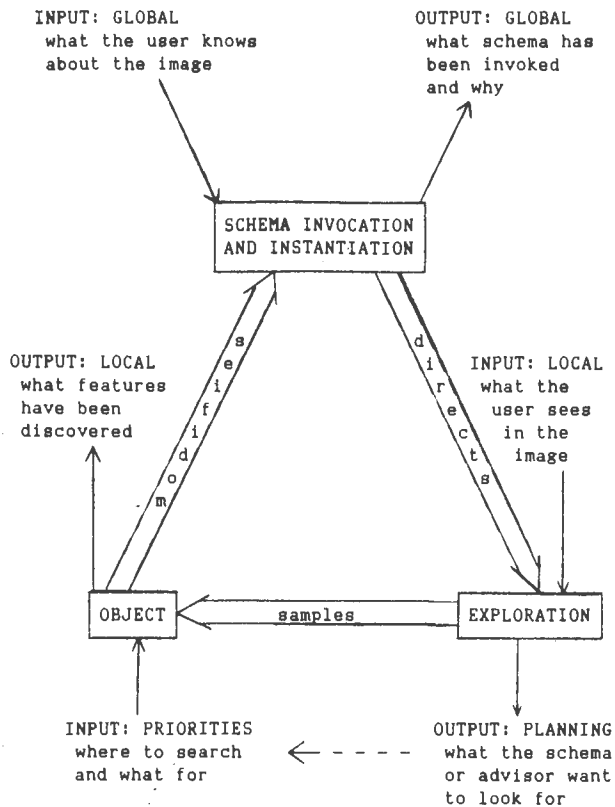 INPUT: GLOBAL
what the user knows
about the image
OUTPUT: GLOBAL
what schema has
been invoked
and why
SCHEMA INVOCATION
AND INSTANTIATION
modifies
directs
OUTPUT: LOCAL
what features
have been
discovered
INPUT: LOCAL
what the
user sees
in the
image
OBJECT
samples
EXPLORATION
INPUT: PRIORITIES
where to search
and what for
OUTPUT: PLANNING
what the schema
or advisor want
to look for